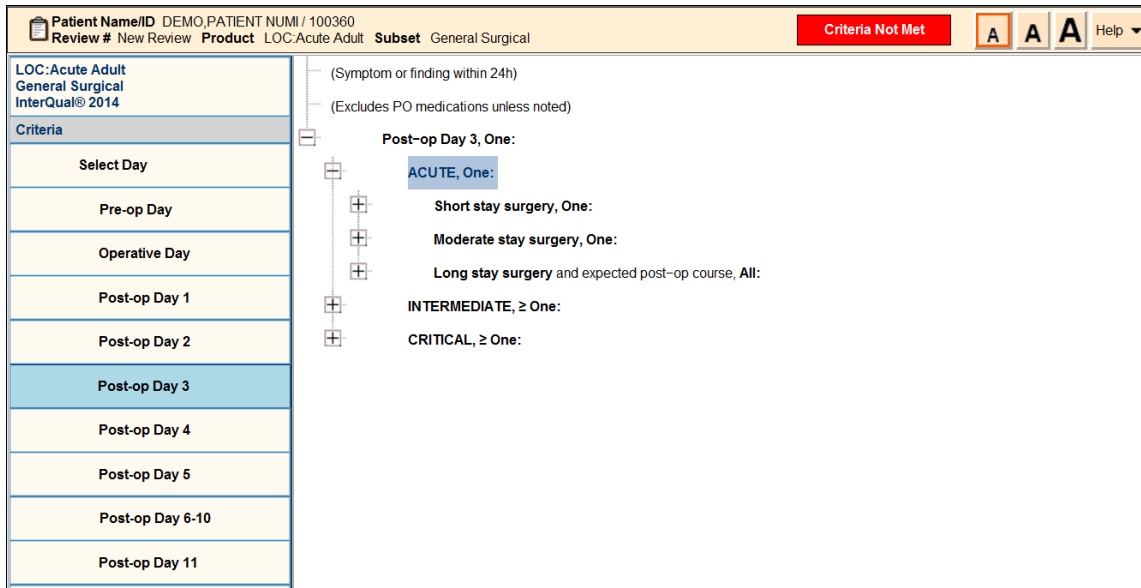 Patient Name/ID DEMO,PATIENT NUMI / 100360
Review # New Review Product LOC:Acute Adult Subset General Surgical
Criteria Not Met
A A A Help
LOC:Acute Adult
General Surgical
InterQual® 2014
Criteria
Select Day
Pre-op Day
Operative Day
Post-op Day 1
Post-op Day 2
Post-op Day 3
Post-op Day 4
Post-op Day 5
Post-op Day 6-10
Post-op Day 11
(Symptom or finding within 24h)
(Excludes PO medications unless noted)
Post-op Day 3, One:
ACUTE, One:
Short stay surgery, One:
Moderate stay surgery, One:
Long stay surgery and expected post-op course, All:
INTERMEDIATE, ≥ One:
CRITICAL, ≥ One: